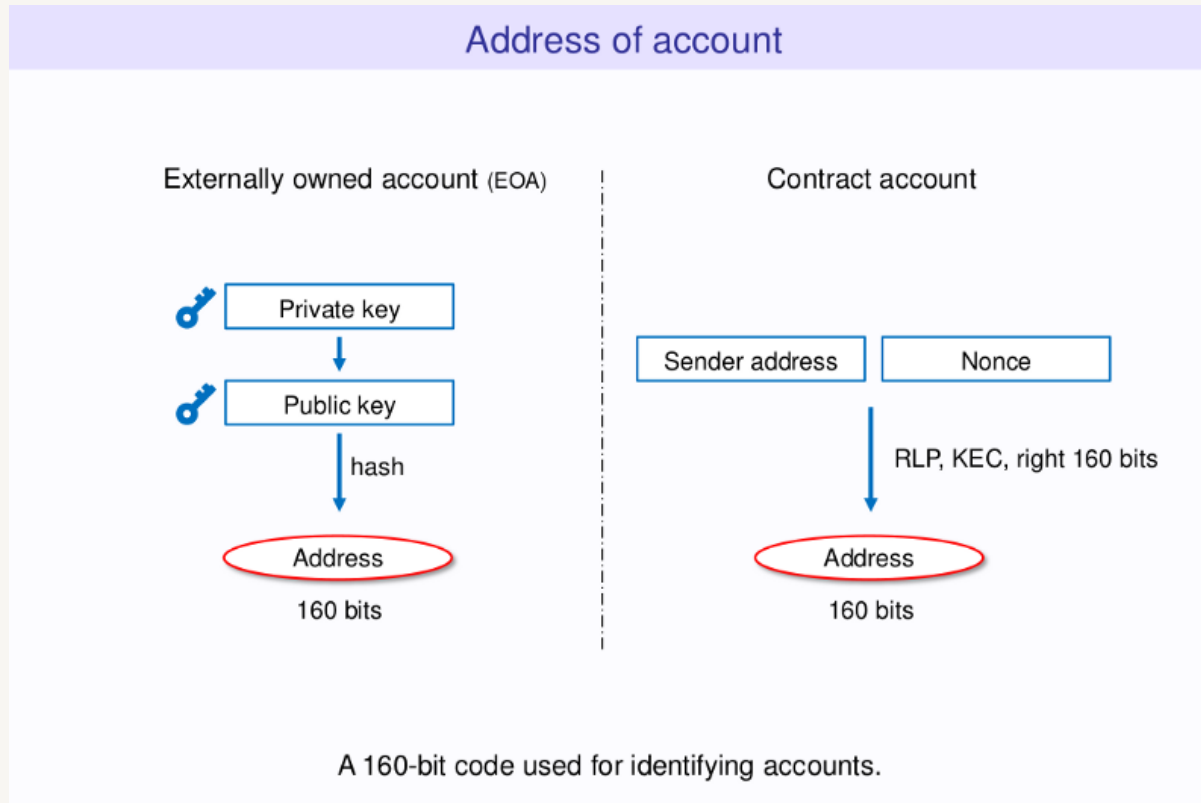 Address of account
Externally owned account (EOA)
Private key
Public key
hash
Address
160 bits
Contract account
Sender address
Nonce
RLP, KEC, right 160 bits
Address
160 bits
A 160-bit code used for identifying accounts.